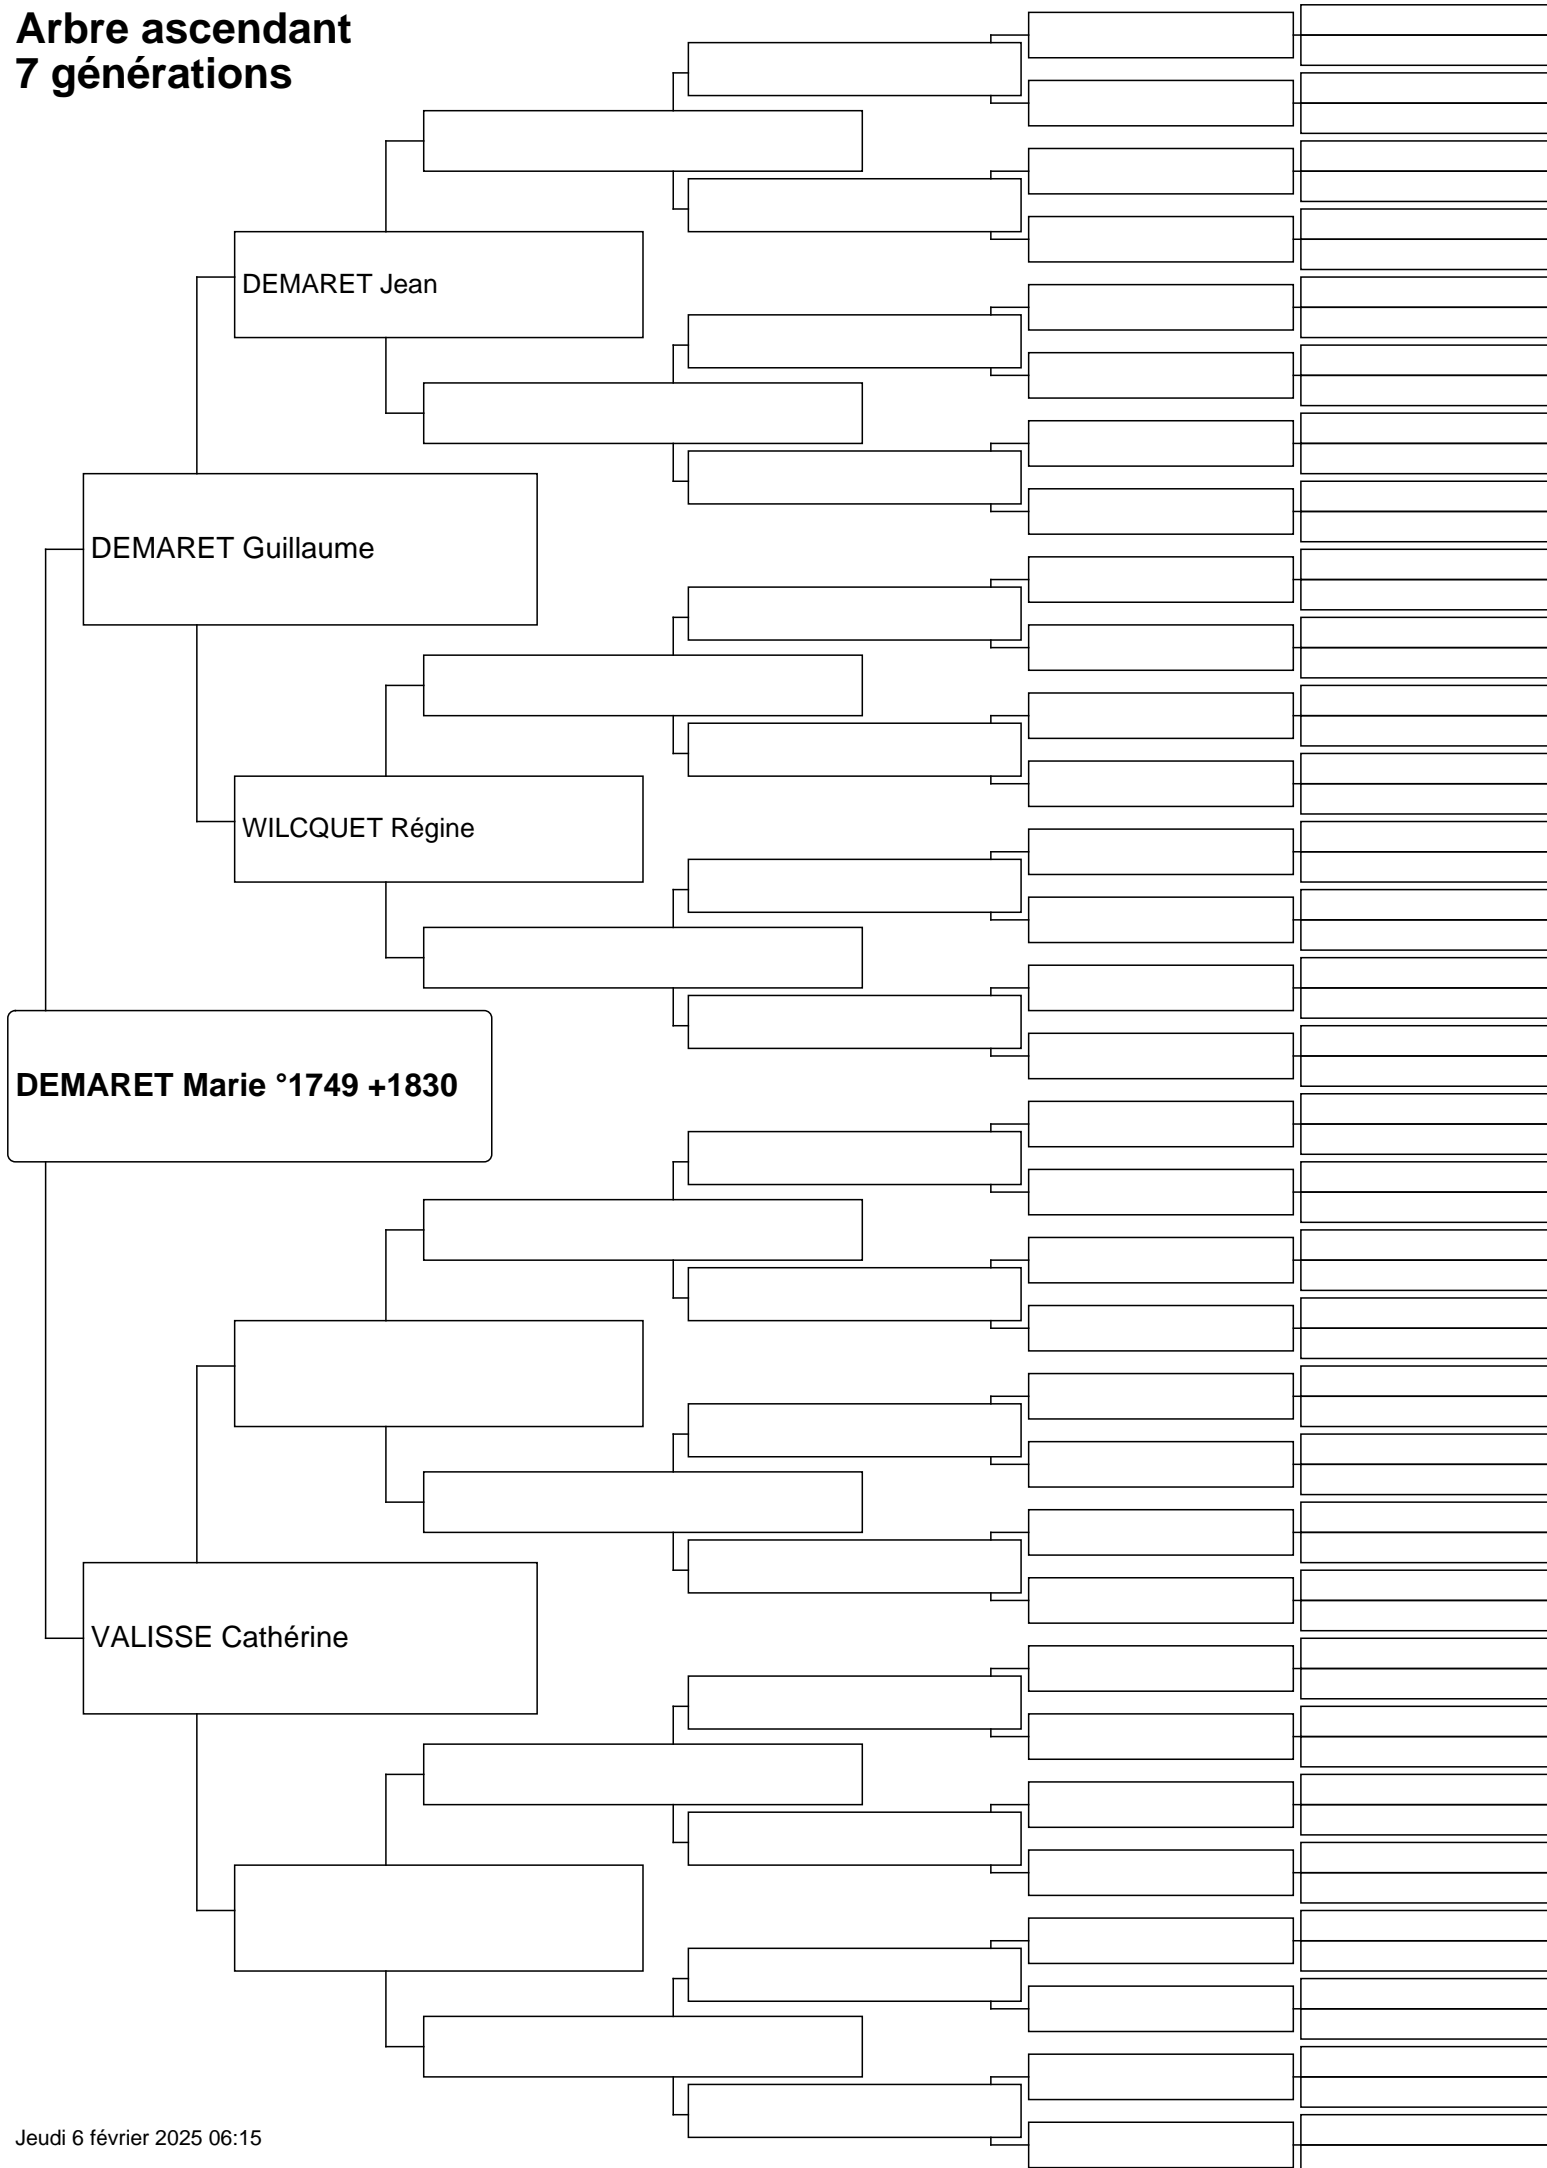 Arbre ascendant
7 générations
DEMARET Jean
DEMARET Guillaume
WILCQUET Régine
DEMARET Marie °1749 +1830
VALISSE Cathérine
Jeudi 6 février 2025 06:15